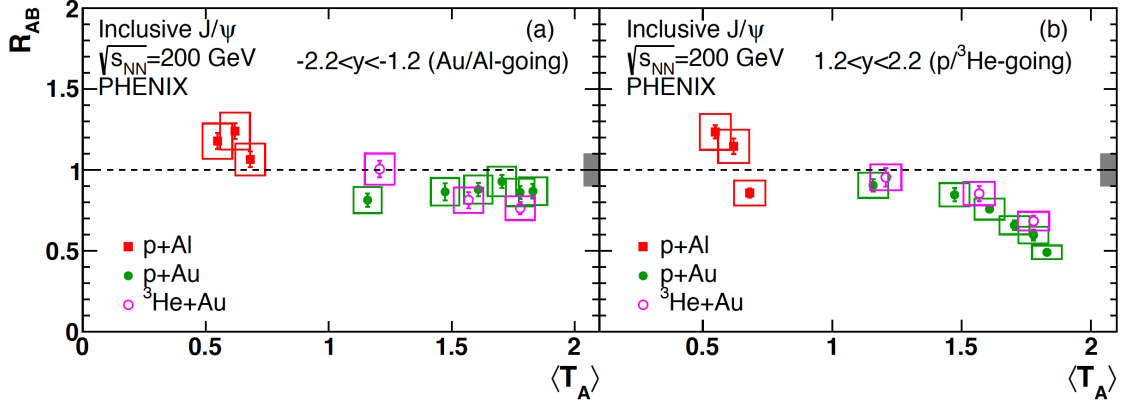 R_AB
2
1.5
1
0.5
0
Inclusive J/ψ
√s_NN=200 GeV
PHENIX
(a)
-2.2<y<-1.2 (Au/Al-going)
p+Al
p+Au
³He+Au
0 0.5 1 1.5 2
⟨T_A⟩
Inclusive J/ψ
√s_NN=200 GeV
PHENIX
(b)
1.2<y<2.2 (p/³He-going)
p+Al
p+Au
³He+Au
0.5 1 1.5 2
⟨T_A⟩